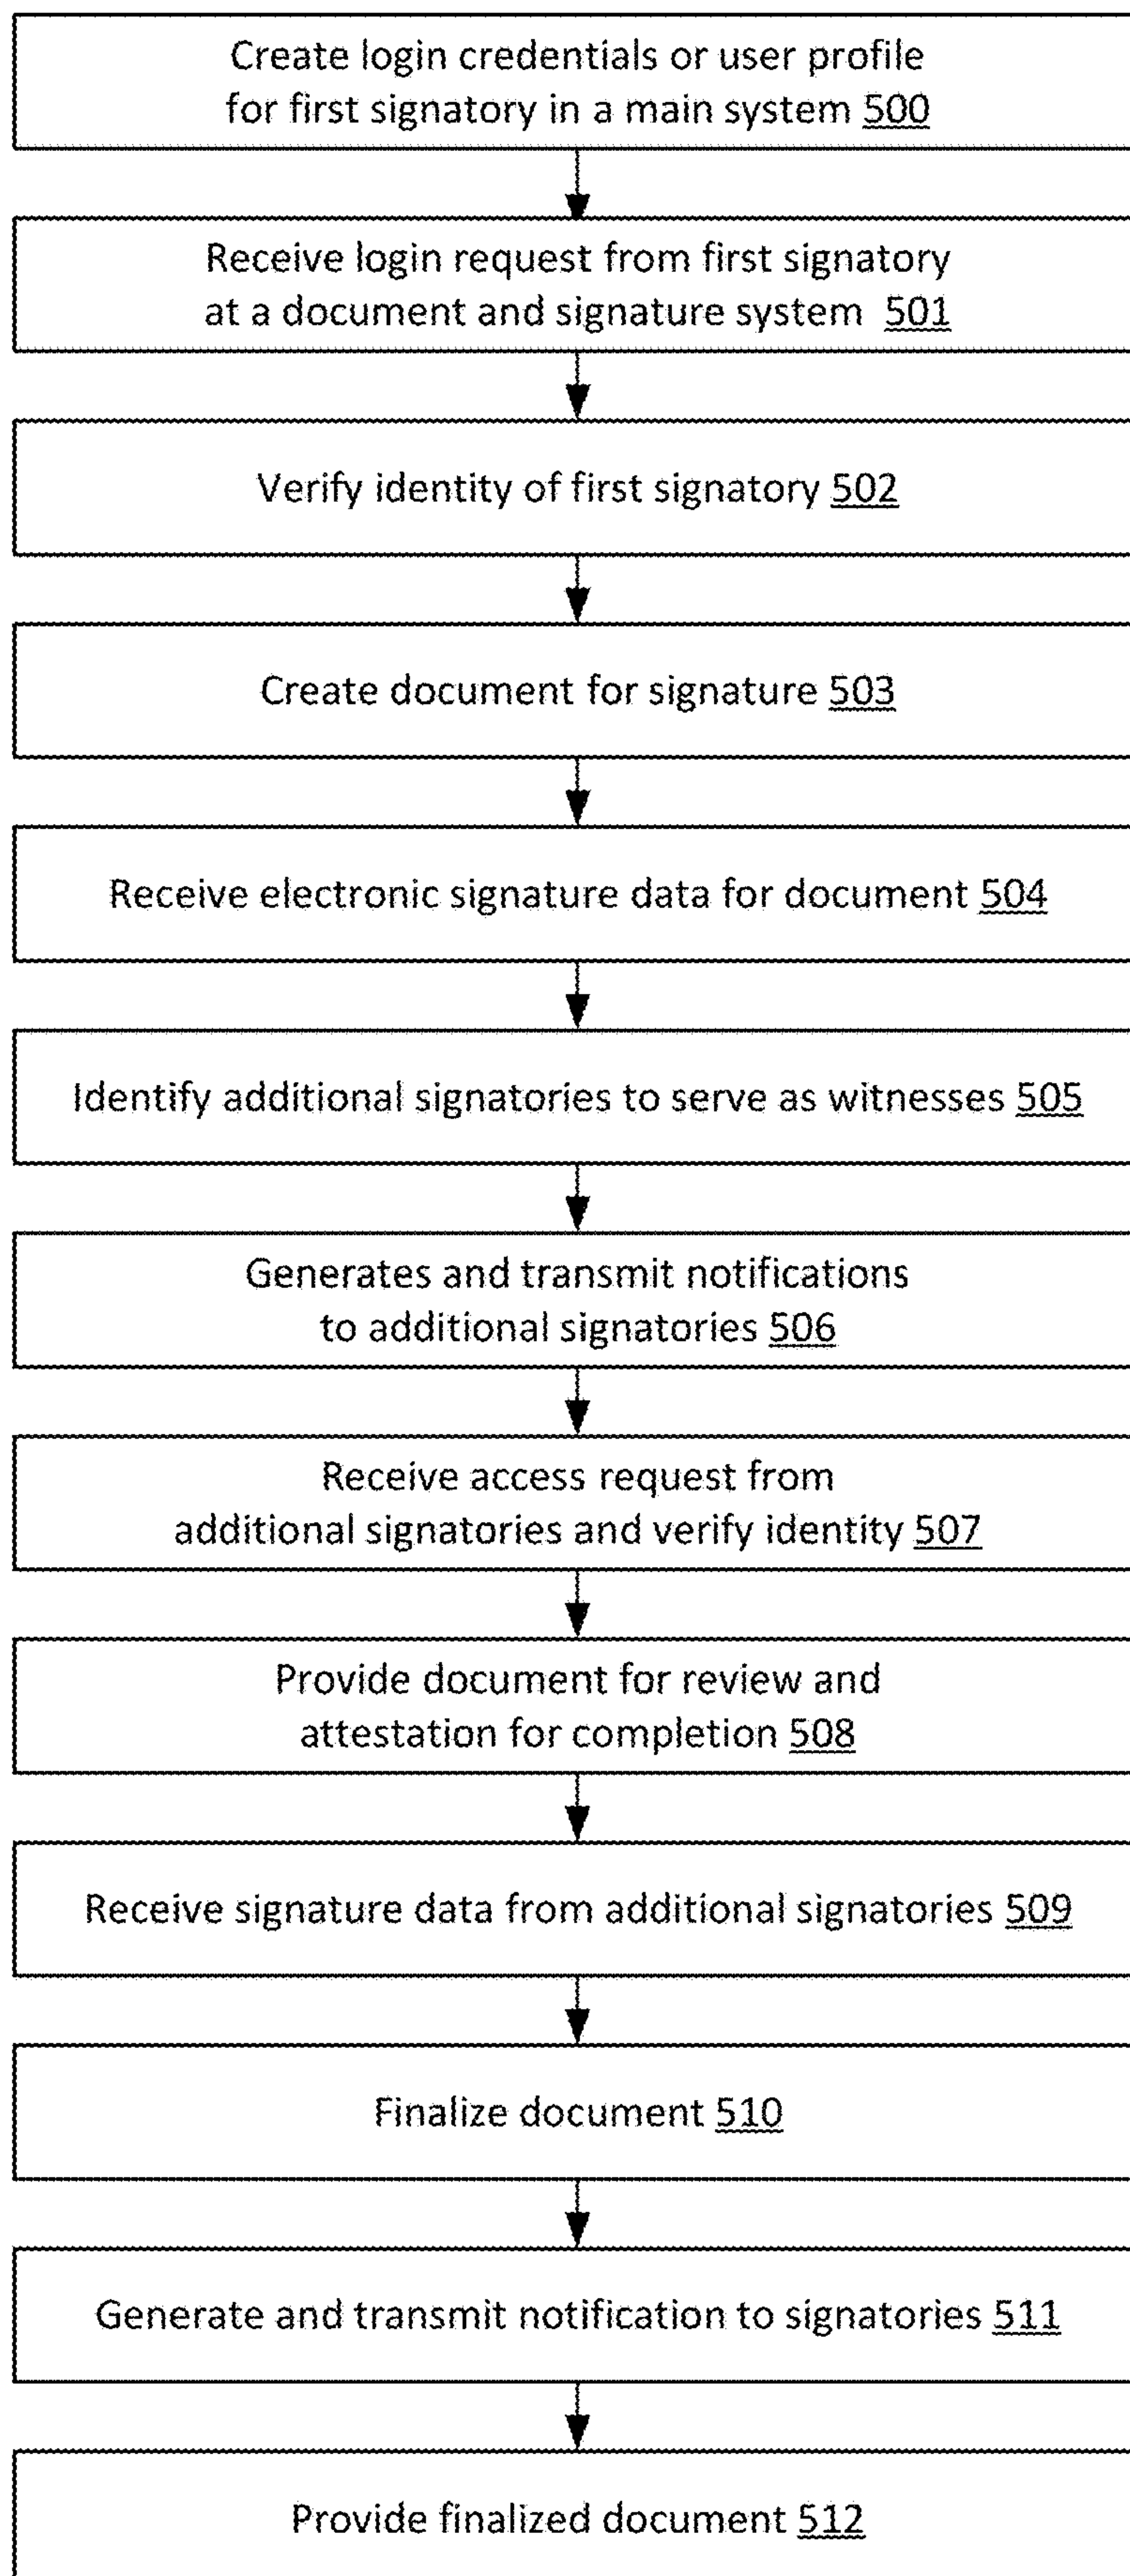 Create login credentials or user profile
for first signatory in a main system 500
Receive login request from first signatory
at a document and signature system 501
Verify identity of first signatory 502
Create document for signature 503
Receive electronic signature data for document 504
Identify additional signatories to serve as witnesses 505
Generates and transmit notifications
to additional signatories 506
Receive access request from
additional signatories and verify identity 507
Provide document for review and
attestation for completion 508
Receive signature data from additional signatories 509
Finalize document 510
Generate and transmit notification to signatories 511
Provide finalized document 512